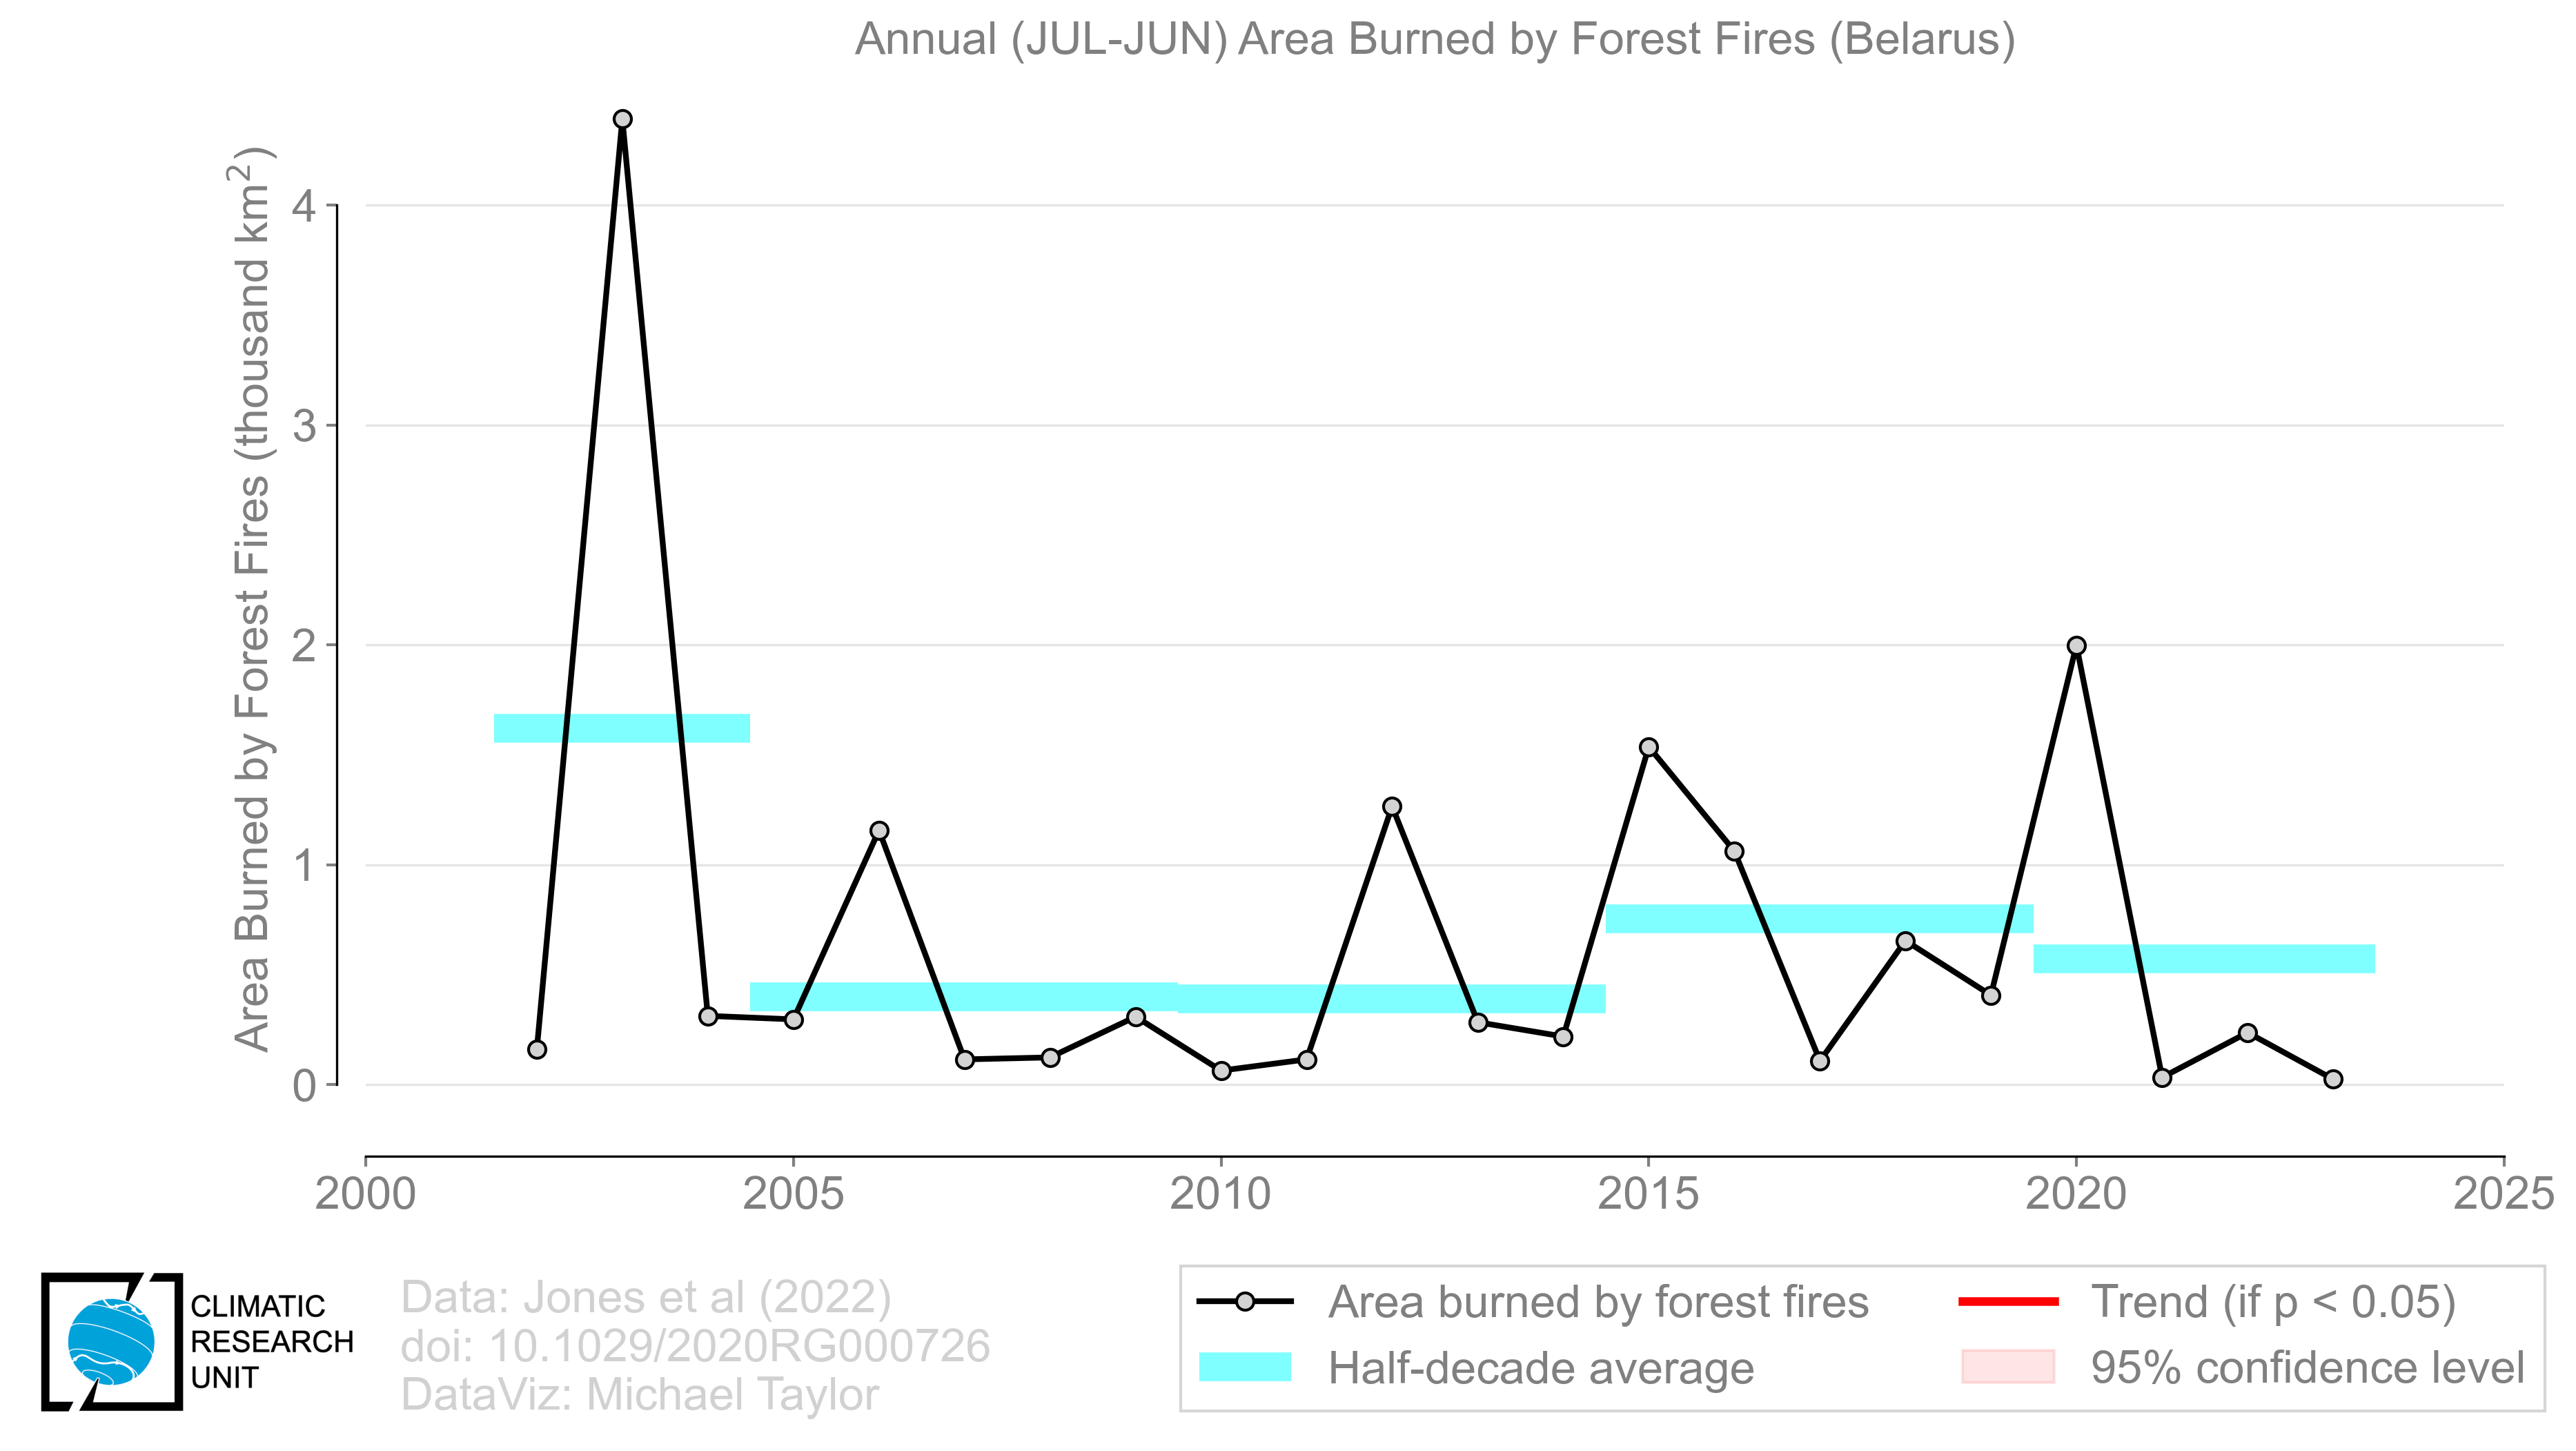 Annual (JUL-JUN) Area Burned by Forest Fires (Belarus)
Area Burned by Forest Fires (thousand km²)
4
3
2
1
0
2000 2005 2010 2015 2020 2025
CLIMATIC
RESEARCH
UNIT
Data: Jones et al (2022)
doi: 10.1029/2020RG000726
DataViz: Michael Taylor
Area burned by forest fires
Half-decade average
Trend (if p < 0.05)
95% confidence level